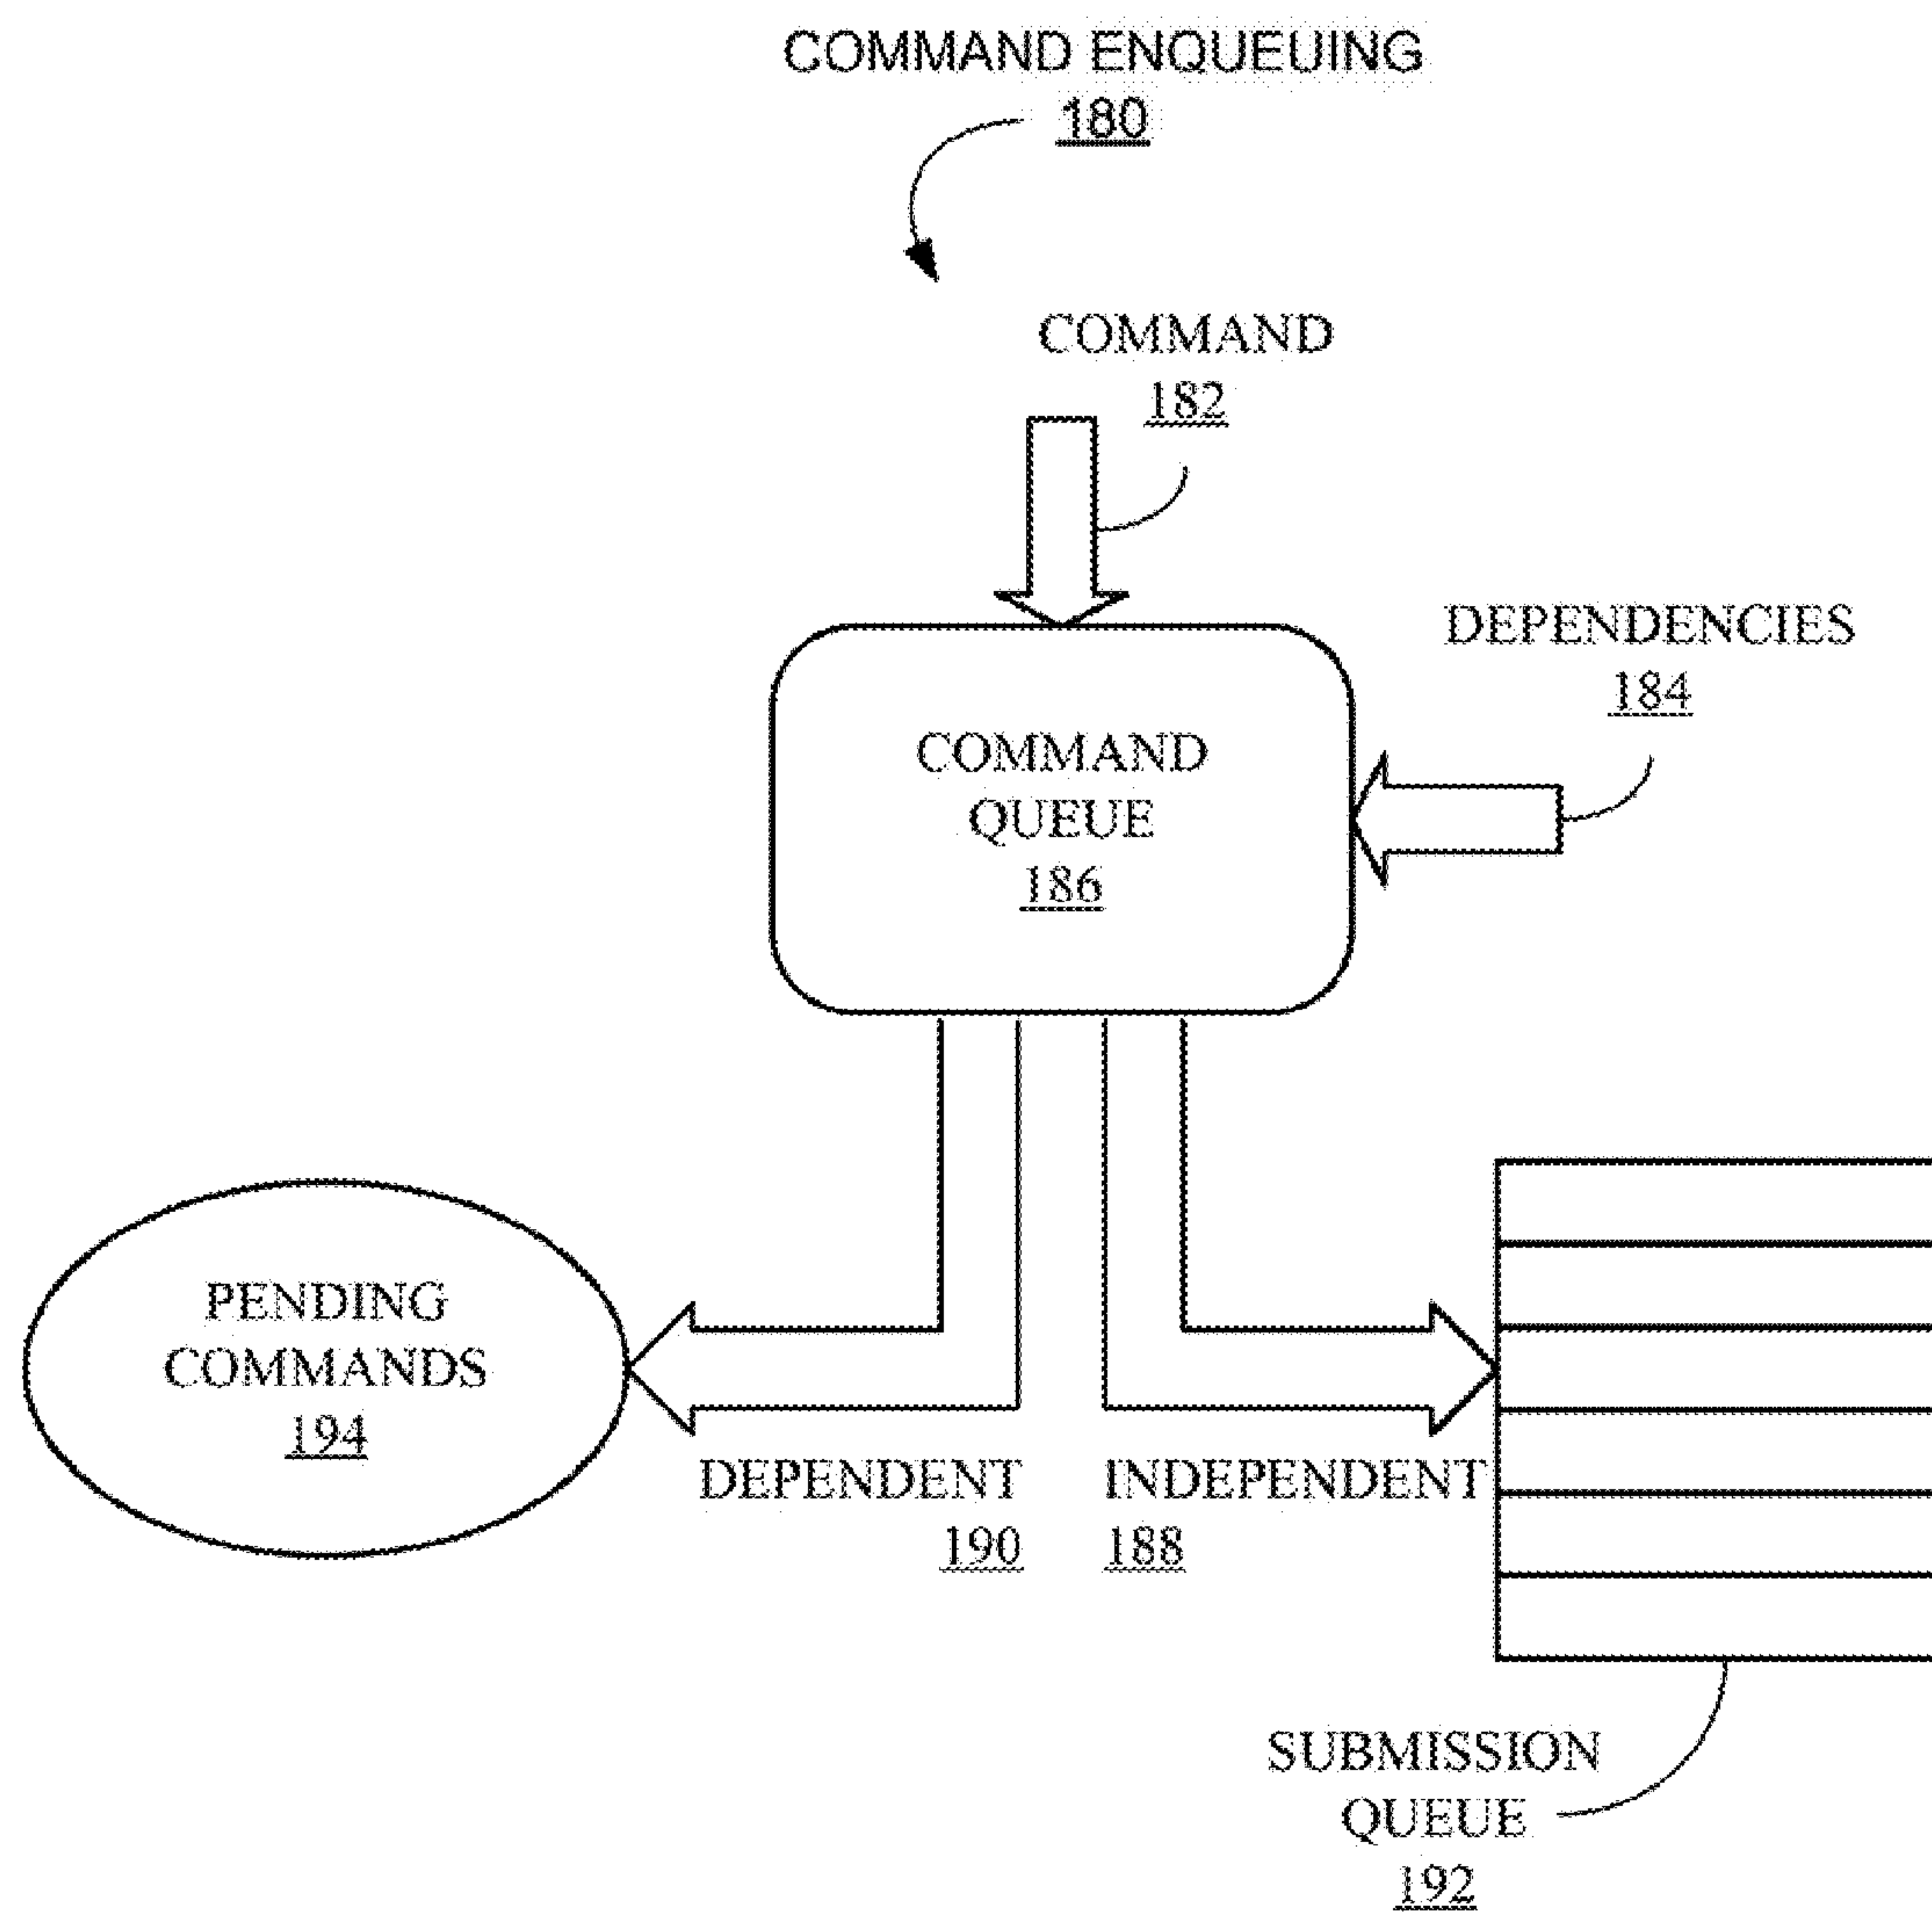 COMMAND ENQUEUING
180
COMMAND
182
DEPENDENCIES
184
COMMAND
QUEUE
186
PENDING
COMMANDS
194
DEPENDENT
190
INDEPENDENT
188
SUBMISSION
QUEUE
192